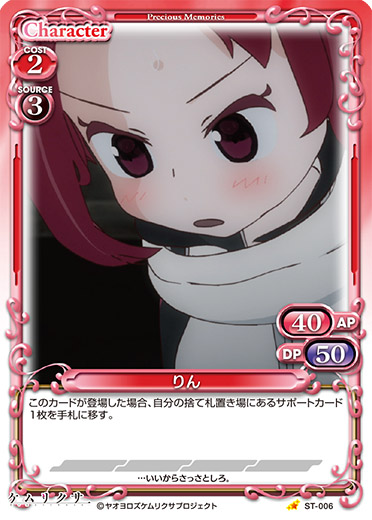 Precious Memories
Character
COST
2
SOURCE
3
40 AP
DP 50
りん
このカードが登場した場合、自分の捨て札置き場にあるサポートカード
1枚を手札に移す。
…いいからさっさとしろ。
ケムリクサ
©ヤオヨロズケムリクサプロジェクト
ST-006